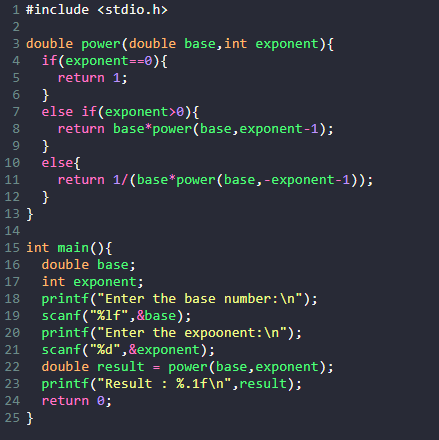 1 #include <stdio.h>
2
3 double power(double base,int exponent){
4   if(exponent==0){
5     return 1;
6   }
7   else if(exponent>0){
8     return base*power(base,exponent-1);
9   }
10   else{
11     return 1/(base*power(base,-exponent-1));
12   }
13 }
14
15 int main(){
16   double base;
17   int exponent;
18   printf("Enter the base number:\n");
19   scanf("%lf",&base);
20   printf("Enter the expoonent:\n");
21   scanf("%d",&exponent);
22   double result = power(base,exponent);
23   printf("Result : %.1f\n",result);
24   return 0;
25 }